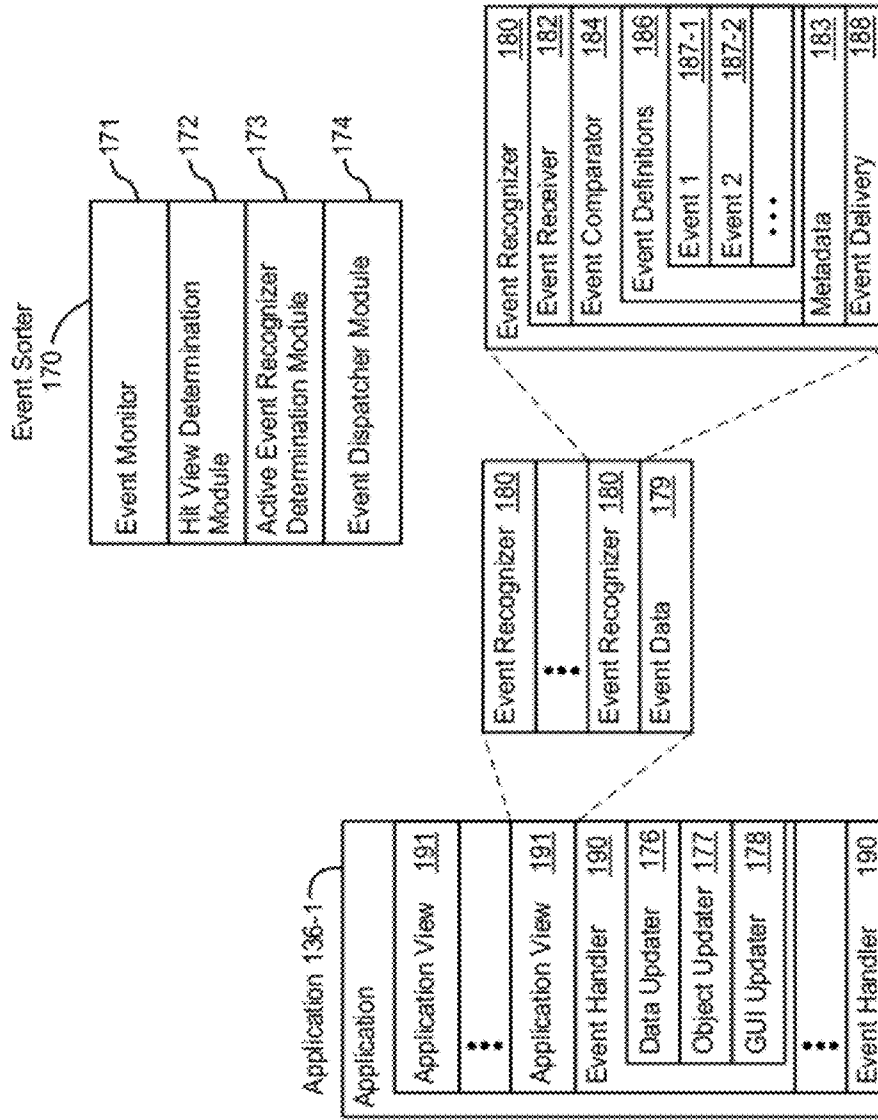 Event Sorter
170
Event Monitor
171
Hit View Determination
Module
172
Active Event Recognizer
Determination Module
173
Event Dispatcher Module
174
Application 136-1
Application
Application View 191
•••
Application View 191
Event Handler 190
Data Updater 176
Object Updater 177
GUI Updater 178
•••
Event Handler 190
Event Recognizer 180
•••
Event Recognizer 180
Event Data 179
Event Recognizer 180
Event Receiver 182
Event Comparator 184
Event Definitions 186
Event 1 187-1
Event 2 187-2
•••
Metadata 183
Event Delivery 188